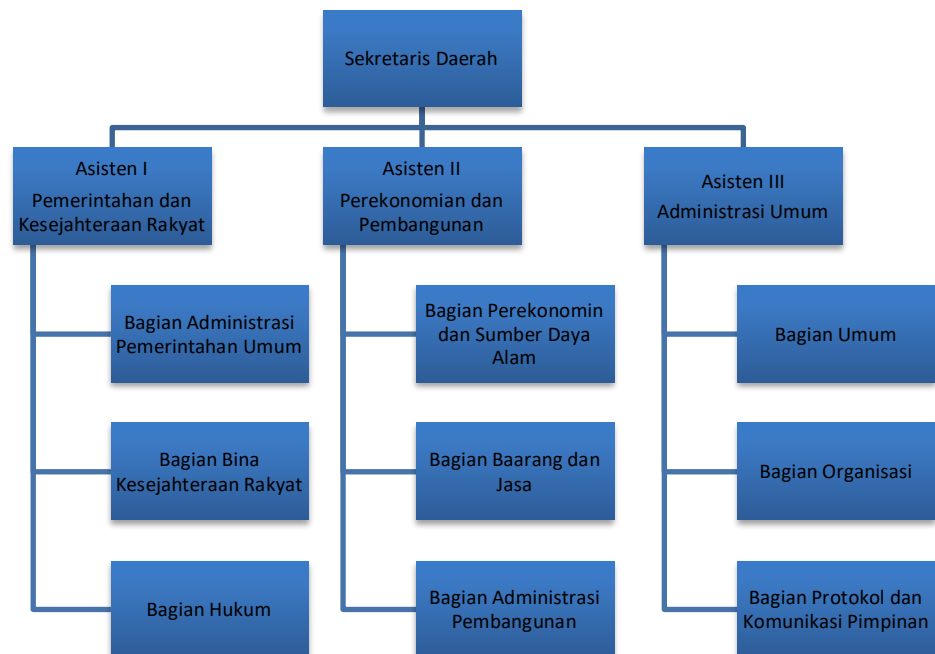 Sekretaris Daerah
Asisten I
Pemerintahan dan
Kesejahteraan Rakyat
Asisten II
Perekonomian dan
Pembangunan
Asisten III
Administrasi Umum
Bagian Administrasi
Pemerintahan Umum
Bagian Perekonomin
dan Sumber Daya
Alam
Bagian Umum
Bagian Bina
Kesejahteraan Rakyat
Bagian Baarang dan
Jasa
Bagian Organisasi
Bagian Hukum
Bagian Administrasi
Pembangunan
Bagian Protokol dan
Komunikasi Pimpinan